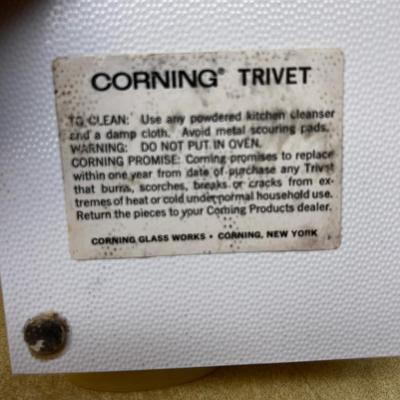 CORNING® TRIVET
TO CLEAN: Use any powdered kitchen cleanser
and a damp cloth. Avoid metal scouring pads.
WARNING: DO NOT PUT IN OVEN.
CORNING PROMISE: Corning promises to replace
within one year from date of purchase any Trivet
that burns, scorches, breaks or cracks from ex-
tremes of heat or cold under normal household use.
Return the pieces to your Corning Products dealer.
CORNING GLASS WORKS • CORNING, NEW YORK